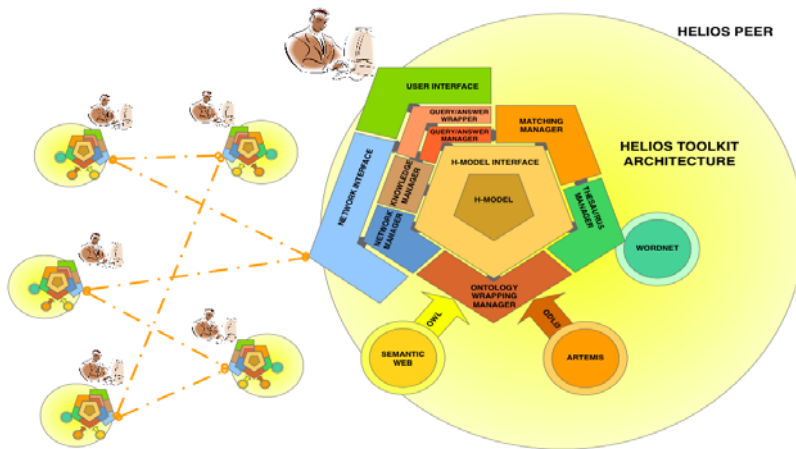 HELIOS PEER
USER INTERFACE
QUERY/ANSWER
WRAPPER
QUERY/ANSWER
MANAGER
MATCHING
MANAGER
HELIOS TOOLKIT
ARCHITECTURE
H-MODEL INTERFACE
H-MODEL
NETWORK INTERFACE
KNOWLEDGE
MANAGER
NETWORK
MANAGER
THESAURUS
MANAGER
WORDNET
ONTOLOGY
WRAPPING
MANAGER
OWL
SEMANTIC
WEB
ARTEMIS